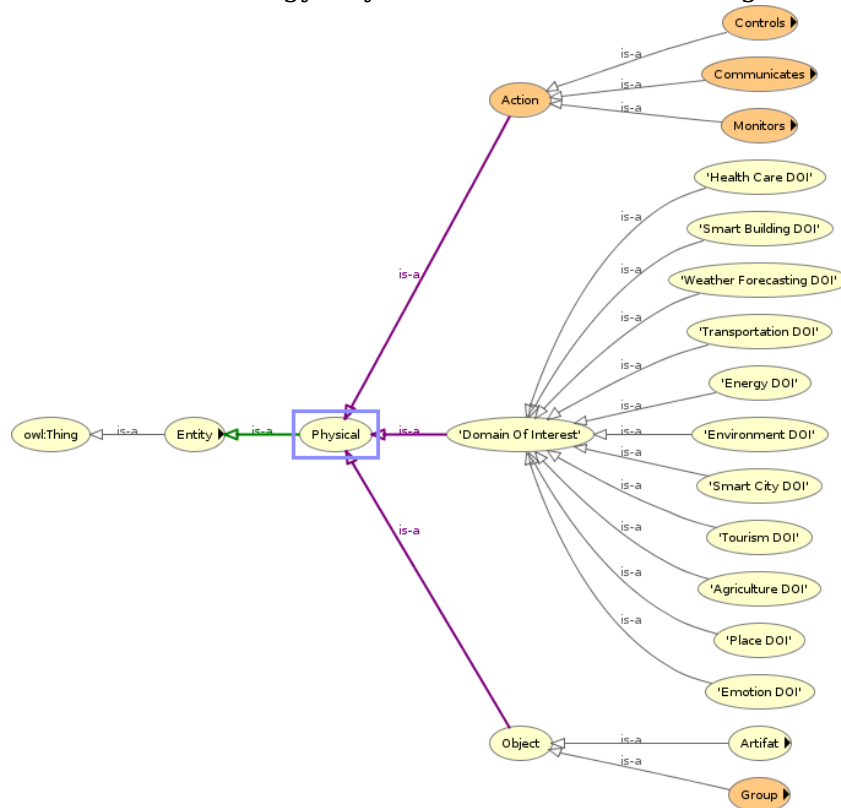 Controls
is-a
Communicates
is-a
Action
is-a
Monitors
'Health Care DOI'
is-a
'Smart Building DOI'
is-a
is-a
'Weather Forecasting DOI'
is-a
'Transportation DOI'
is-a
'Energy DOI'
is-a
owl:Thing
is-a
Entity
is-a
Physical
is-a
'Domain Of Interest'
is-a
'Environment DOI'
is-a
'Smart City DOI'
is-a
'Tourism DOI'
is-a
is-a
'Agriculture DOI'
is-a
'Place DOI'
is-a
'Emotion DOI'
Object
is-a
Artifat
is-a
Group